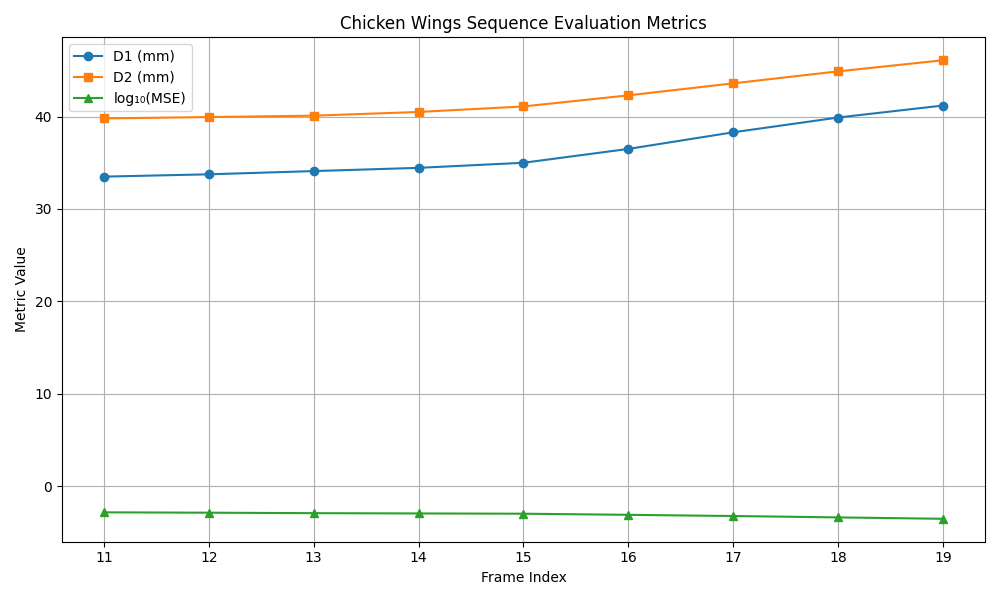 Chicken Wings Sequence Evaluation Metrics
D1 (mm)
D2 (mm)
log₁₀(MSE)
Metric Value
40
30
20
10
0
11 12 13 14 15 16 17 18 19
Frame Index